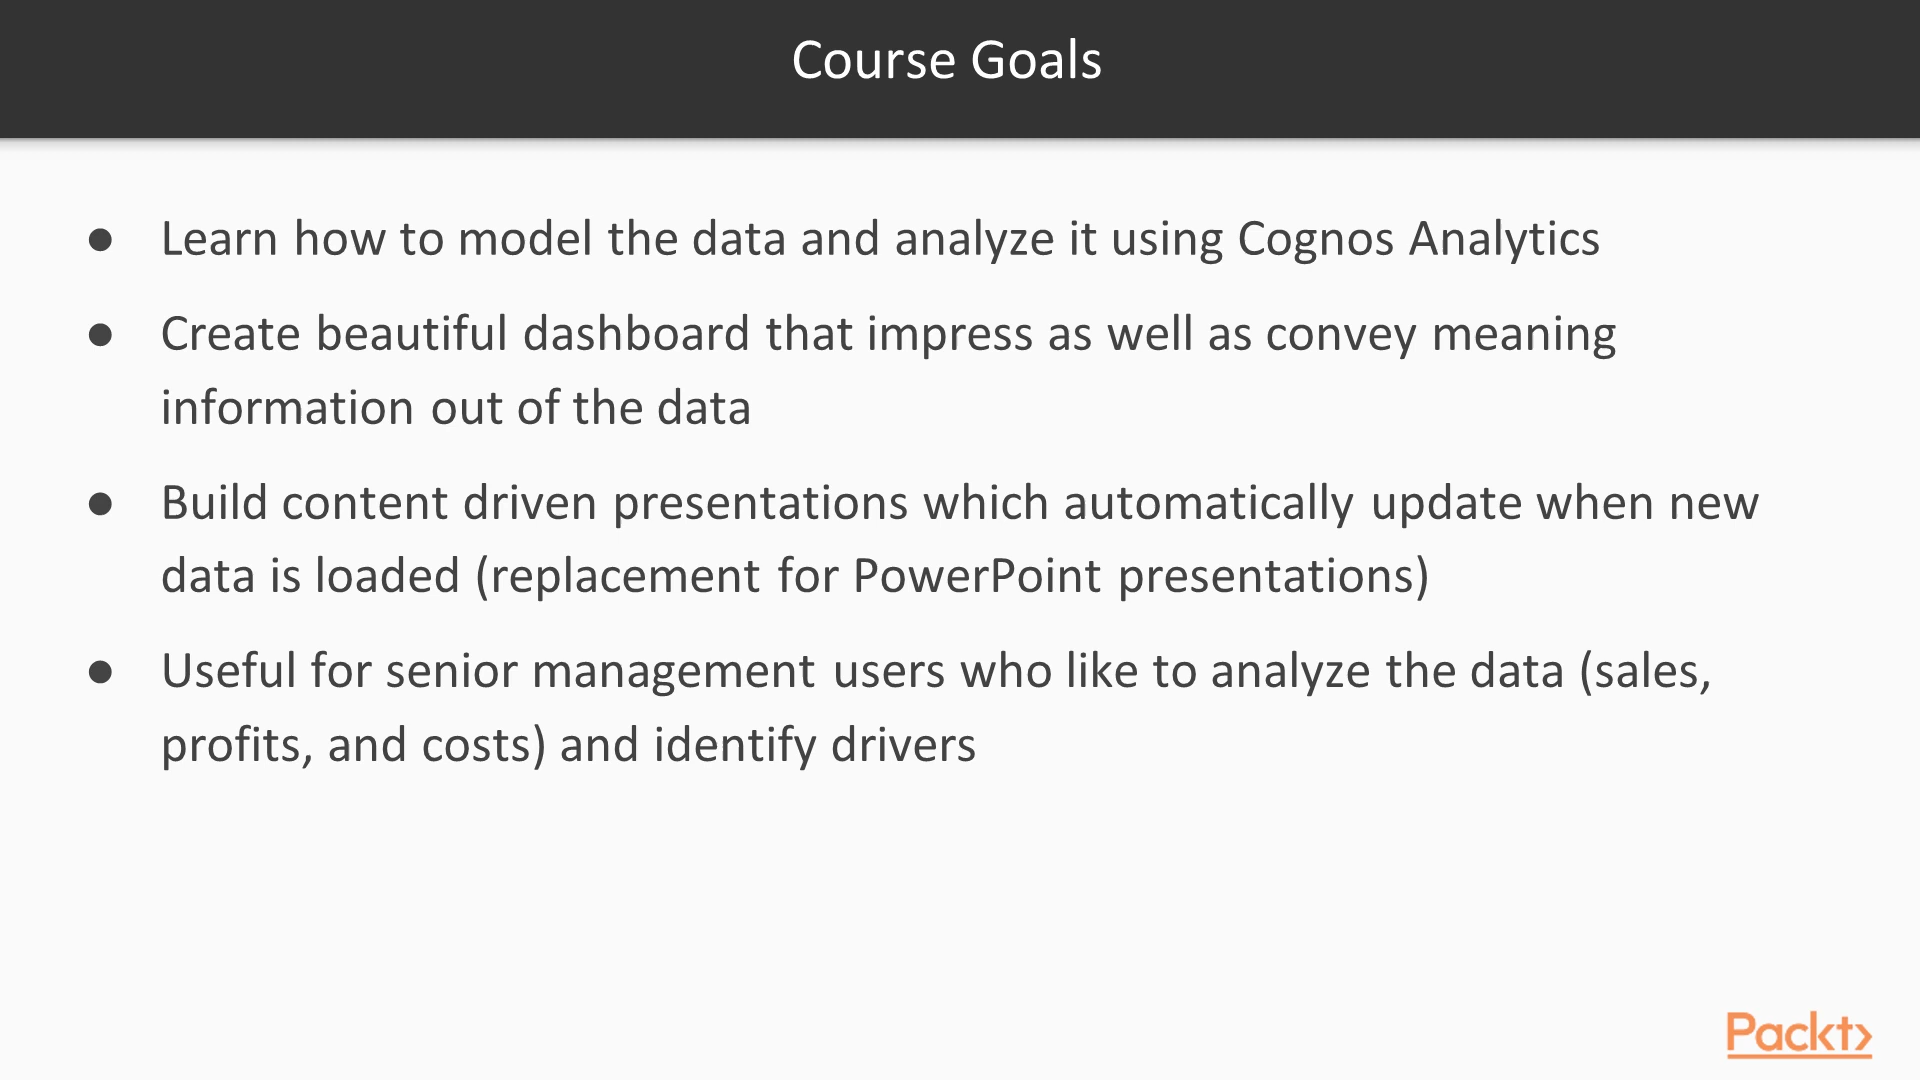 Course Goals
● Learn how to model the data and analyze it using Cognos Analytics
● Create beautiful dashboard that impress as well as convey meaning
information out of the data
● Build content driven presentations which automatically update when new
data is loaded (replacement for PowerPoint presentations)
● Useful for senior management users who like to analyze the data (sales,
profits, and costs) and identify drivers
Packt>